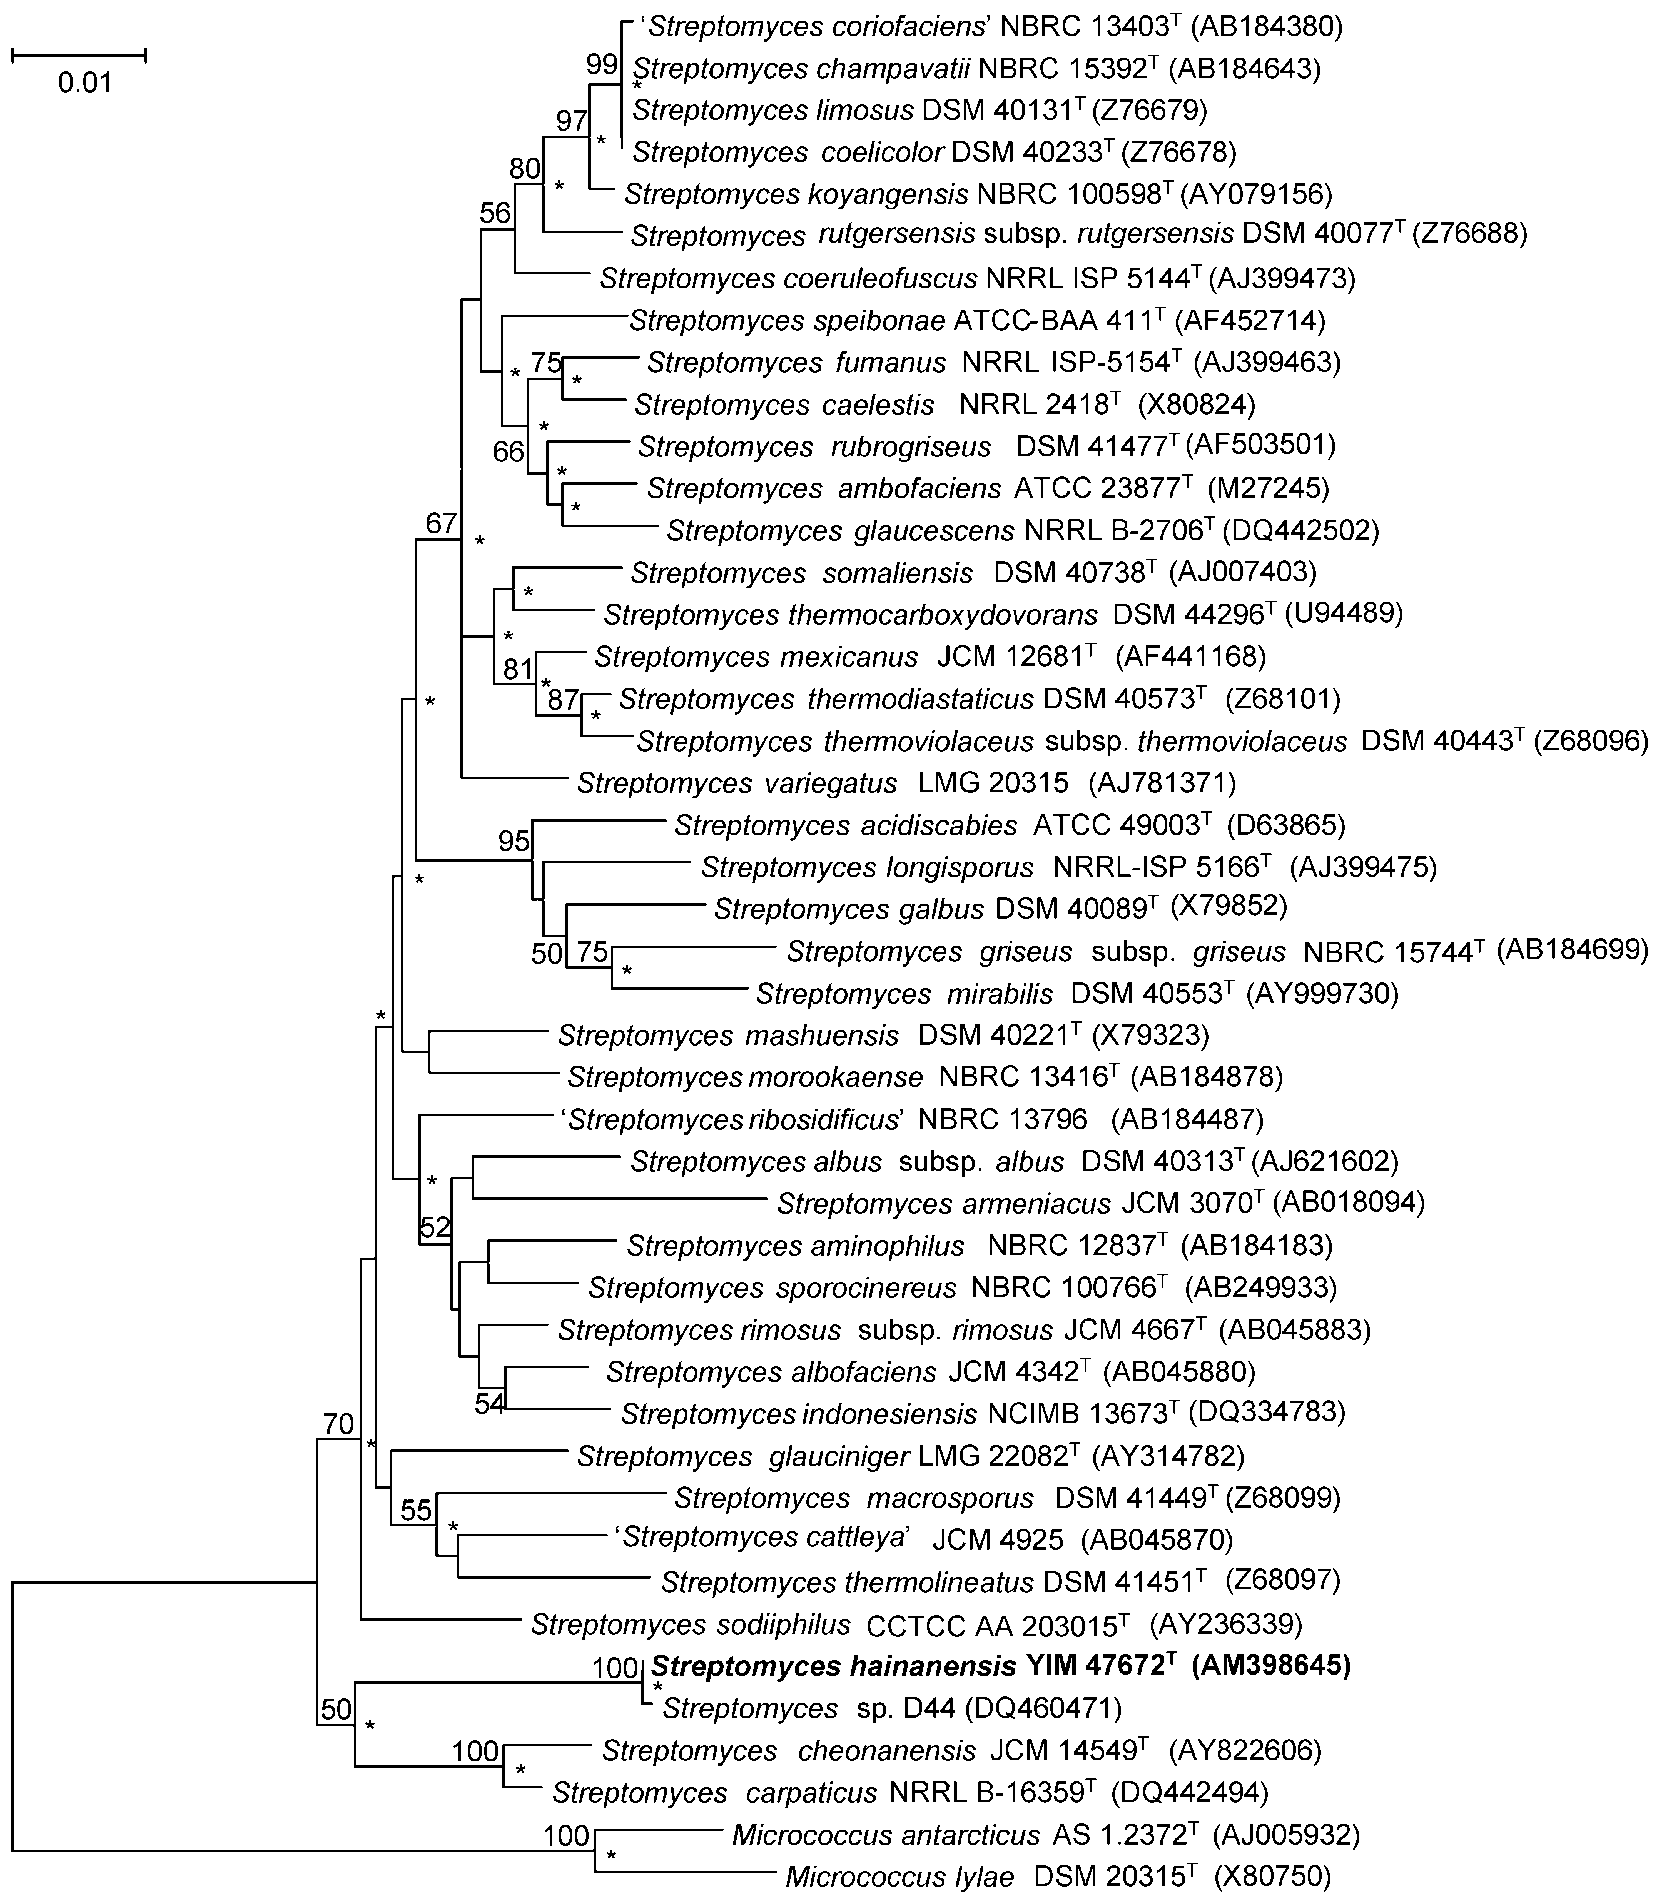 ‘Streptomyces coriofaciens’ NBRC 13403T (AB184380)
0.01
99
Streptomyces champavatii NBRC 15392T (AB184643)
*
Streptomyces limosus DSM 40131T (Z76679)
97
*
Streptomyces coelicolor DSM 40233T (Z76678)
80
*
Streptomyces koyangensis NBRC 100598T (AY079156)
56
Streptomyces rutgersensis subsp. rutgersensis DSM 40077T (Z76688)
Streptomyces coeruleofuscus NRRL ISP 5144T (AJ399473)
Streptomyces speibonae ATCC-BAA 411T (AF452714)
75
Streptomyces fumanus NRRL ISP-5154T (AJ399463)
* *
Streptomyces caelestis NRRL 2418T (X80824)
*
66
Streptomyces rubrogriseus DSM 41477T (AF503501)
*
Streptomyces ambofaciens ATCC 23877T (M27245)
*
67
Streptomyces glaucescens NRRL B-2706T (DQ442502)
*
Streptomyces somaliensis DSM 40738T (AJ007403)
*
Streptomyces thermocarboxydovorans DSM 44296T (U94489)
*
81
Streptomyces mexicanus JCM 12681T (AF441168)
*
87
*
Streptomyces thermodiastaticus DSM 40573T (Z68101)
*
Streptomyces thermoviolaceus subsp. thermoviolaceus DSM 40443T (Z68096)
Streptomyces variegatus LMG 20315 (AJ781371)
95
Streptomyces acidiscabies ATCC 49003T (D63865)
*
Streptomyces longisporus NRRL-ISP 5166T (AJ399475)
Streptomyces galbus DSM 40089T (X79852)
50 75
Streptomyces griseus subsp. griseus NBRC 15744T (AB184699)
*
Streptomyces mirabilis DSM 40553T (AY999730)
*
Streptomyces mashuensis DSM 40221T (X79323)
Streptomyces morookaense NBRC 13416T (AB184878)
‘Streptomyces ribosidificus’ NBRC 13796 (AB184487)
*
Streptomyces albus subsp. albus DSM 40313T (AJ621602)
Streptomyces armeniacus JCM 3070T (AB018094)
52
Streptomyces aminophilus NBRC 12837T (AB184183)
Streptomyces sporocinereus NBRC 100766T (AB249933)
Streptomyces rimosus subsp. rimosus JCM 4667T (AB045883)
Streptomyces albofaciens JCM 4342T (AB045880)
54
Streptomyces indonesiensis NCIMB 13673T (DQ334783)
70
*
Streptomyces glauciniger LMG 22082T (AY314782)
55
Streptomyces macrosporus DSM 41449T (Z68099)
*
‘Streptomyces cattleya’ JCM 4925 (AB045870)
Streptomyces thermolineatus DSM 41451T (Z68097)
Streptomyces sodiiphilus CCTCC AA 203015T (AY236339)
100
Streptomyces hainanensis YIM 47672T (AM398645)
*
50
*
Streptomyces sp. D44 (DQ460471)
100
Streptomyces cheonanensis JCM 14549T (AY822606)
*
Streptomyces carpaticus NRRL B-16359T (DQ442494)
100
Micrococcus antarcticus AS 1.2372T (AJ005932)
*
Micrococcus lylae DSM 20315T (X80750)